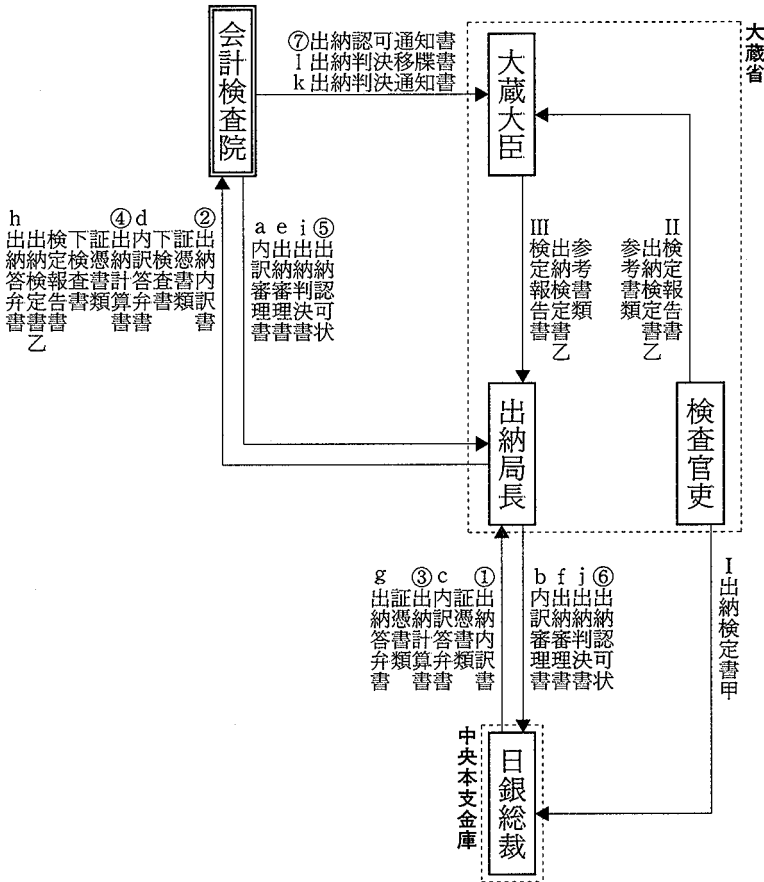 大蔵省
会計検査院
⑦出納認可通知書
l 出納判決移牒書
k 出納判決通知書
大蔵大臣
②出納内訳書
証憑書類
下検査書
d 内訳答弁書
④出納計算書
証憑書類
下検査書
検定報告書
出納検定書乙
h 出納答弁書
⑤出納認可状
i 出納判決書
e 出納審理書
a 内訳審理書
参考書類
出納検定書乙
III 検定報告書
II 検定報告書
出納検定書乙
参考書類
出納局長
検査官吏
①出納内訳書
証憑書類
c 内訳答弁書
③出納計算書
証憑書類
g 出納答弁書
⑥出納認可状
j 出納判決書
f 出納審理書
b 内訳審理書
I 出納検定書甲
中央本支金庫
日銀総裁